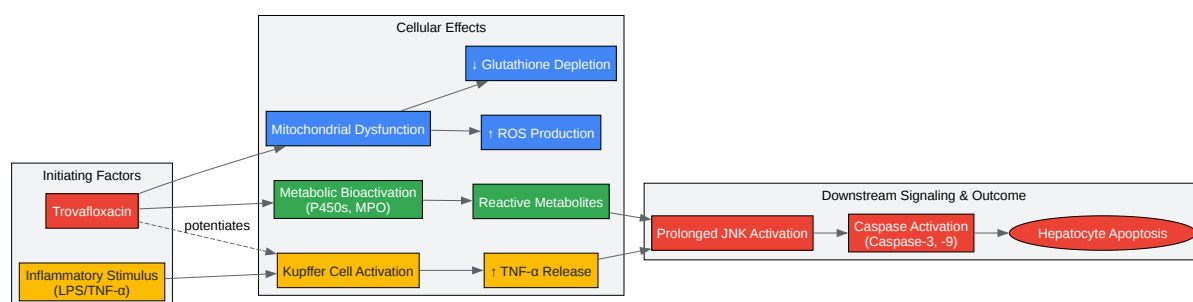 Cellular Effects
↓ Glutathione Depletion
Mitochondrial Dysfunction
↑ ROS Production
Initiating Factors
Trovafloxacin
Metabolic Bioactivation
(P450s, MPO)
Reactive Metabolites
potentiates
Inflammatory Stimulus
(LPS/TNF-α)
Kupffer Cell Activation
↑ TNF-α Release
Downstream Signaling & Outcome
Prolonged JNK Activation
Caspase Activation
(Caspase-3, -9)
Hepatocyte Apoptosis